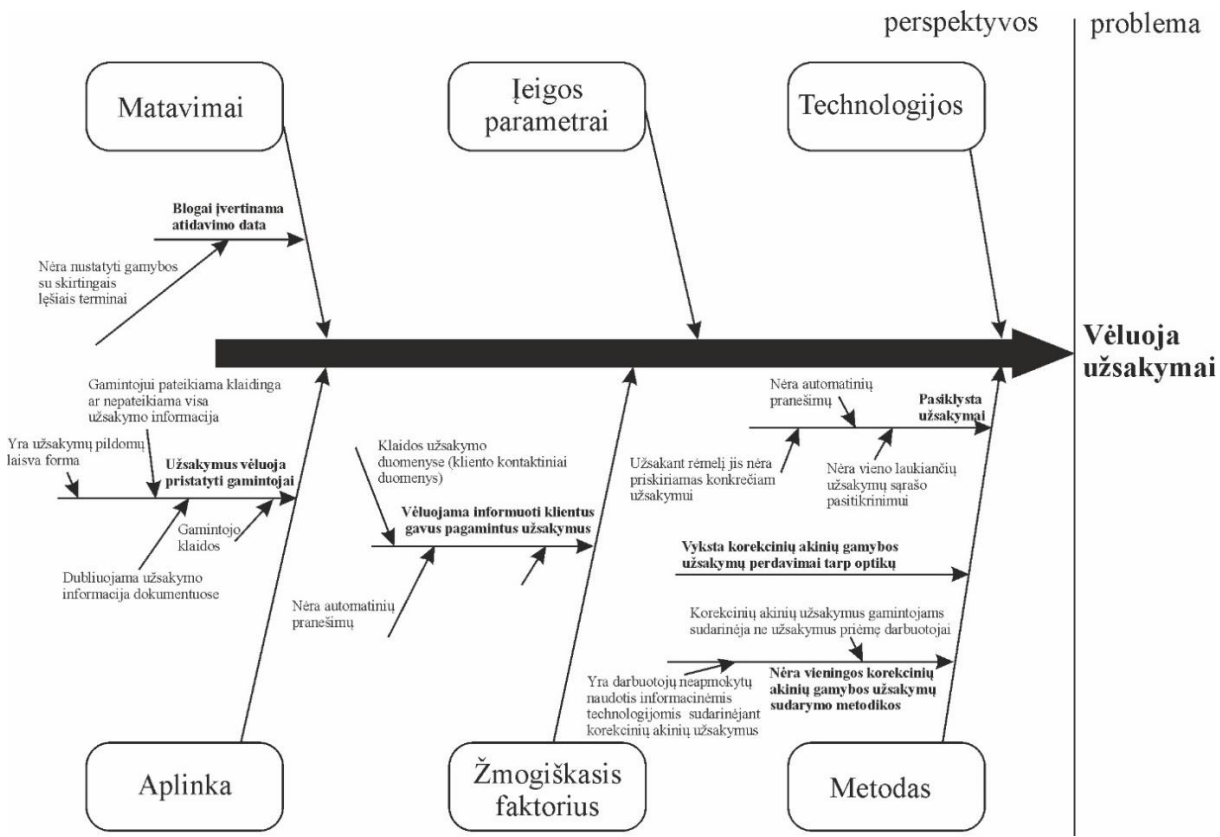 perspektyvos
problema
Matavimai
Įeigos
parametrai
Technologijos
Blogai įvertinama
atidavimo data
Nėra nustatyti gamybos
su skirtingais
lęšiais terminai
Vėluoja
užsakymai
Gamintojui pateikiama klaidinga
ar nepateikiama visa
užsakymo informacija
Yra užsakymų pildomų
laisva forma
Užsakymus vėluoja
pristatyti gamintojai
Gamintojo
klaidos
Dubliuojama užsakymo
informacija dokumentuose
Klaidos užsakymo
duomenyse (kliento kontaktiniai
duomenys)
Vėluojama informuoti klientus
gavus pagamintus užsakymus
Nėra automatinių
pranešimų
Nėra automatinių
pranešimų
Pasiklysta
užsakymai
Užsakant rėmelį jis nėra
priskiriamas konkrečiam
užsakymui
Nėra vieno laukiančių
užsakymų sąrašo
pasitikrinimui
Vyksta korekcinių akinių gamybos
užsakymų perdavimai tarp optikų
Korekcinių akinių užsakymus gamintojams
sudarinėja ne užsakymus priėmę darbuotojai
Yra darbuotojų neapmokytų
naudotis informacinėmis
technologijomis sudarinėjant
korekcinių akinių užsakymus
Nėra vieningos korekcinių
akinių gamybos užsakymų
sudarymo metodikos
Aplinka
Žmogiškasis
faktorius
Metodas